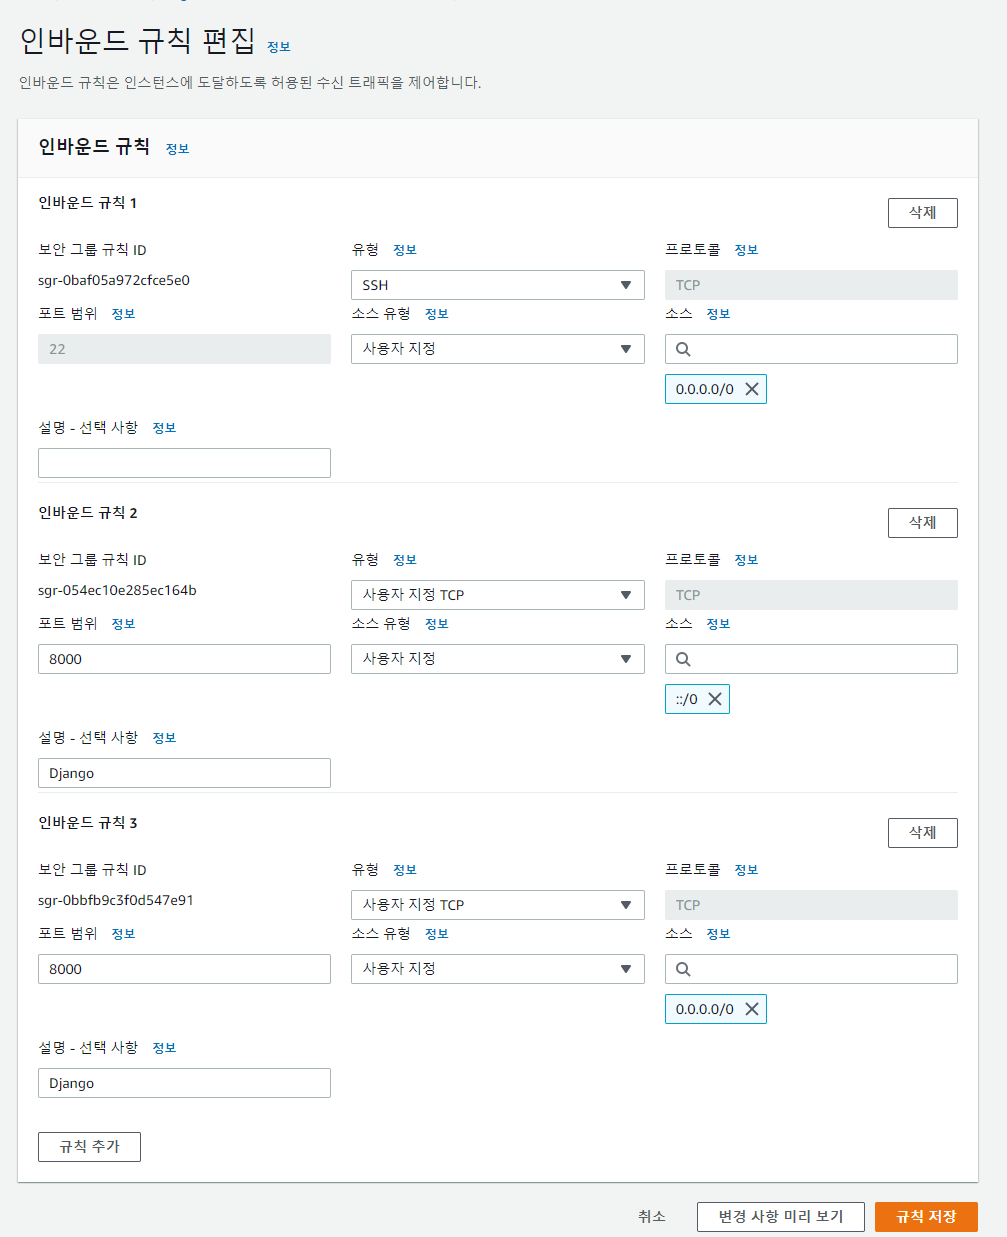 인바운드 규칙 편집 정보
인바운드 규칙은 인스턴스에 도달하도록 허용된 수신 트래픽을 제어합니다.
인바운드 규칙 정보
인바운드 규칙 1
삭제
보안 그룹 규칙 ID
유형 정보
프로토콜 정보
sgr-0baf05a972cfce5e0
SSH
TCP
포트 범위 정보
소스 유형 정보
소스 정보
22
사용자 지정
0.0.0.0/0
설명 - 선택 사항 정보
인바운드 규칙 2
삭제
보안 그룹 규칙 ID
유형 정보
프로토콜 정보
sgr-054ec10e285ec164b
사용자 지정 TCP
TCP
포트 범위 정보
소스 유형 정보
소스 정보
8000
사용자 지정
::/0
설명 - 선택 사항 정보
Django
인바운드 규칙 3
삭제
보안 그룹 규칙 ID
유형 정보
프로토콜 정보
sgr-0bbfb9c3f0d547e91
사용자 지정 TCP
TCP
포트 범위 정보
소스 유형 정보
소스 정보
8000
사용자 지정
0.0.0.0/0
설명 - 선택 사항 정보
Django
규칙 추가
취소
변경 사항 미리 보기
규칙 저장